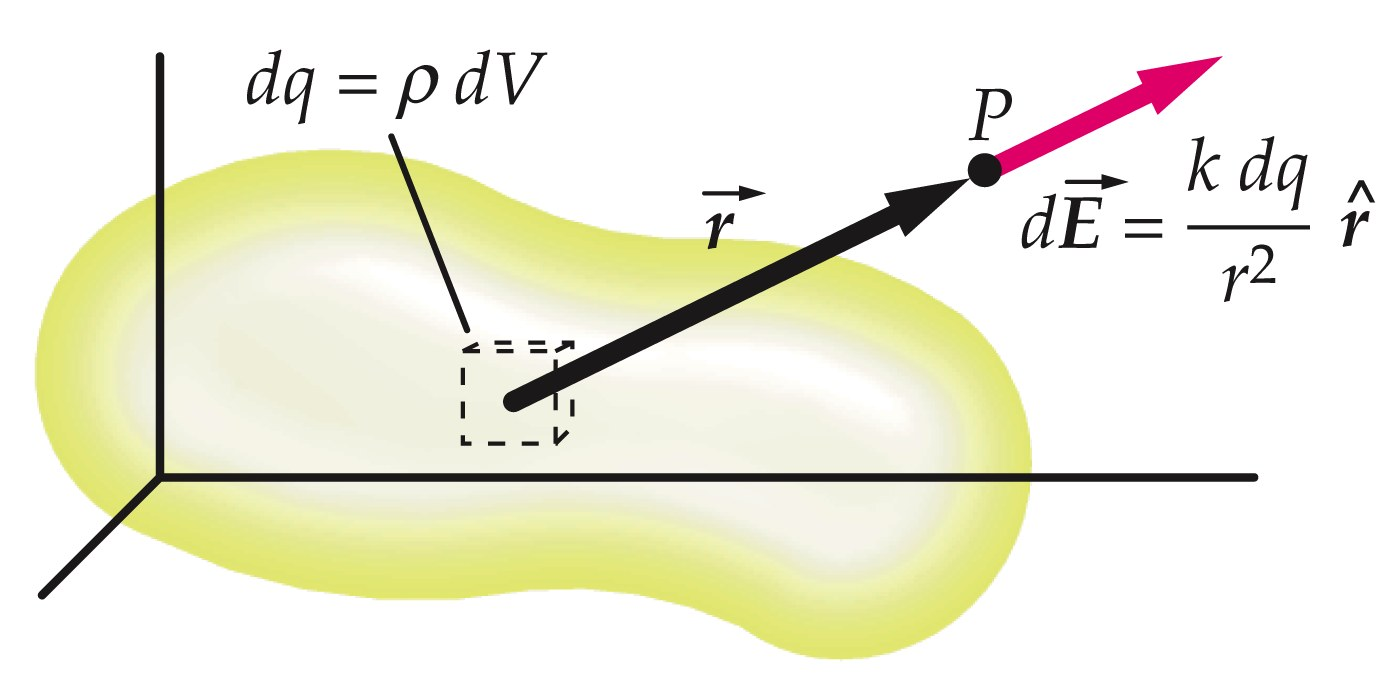 dq = ρ dV
P
r⃗
dE⃗ = k dq / r² r̂